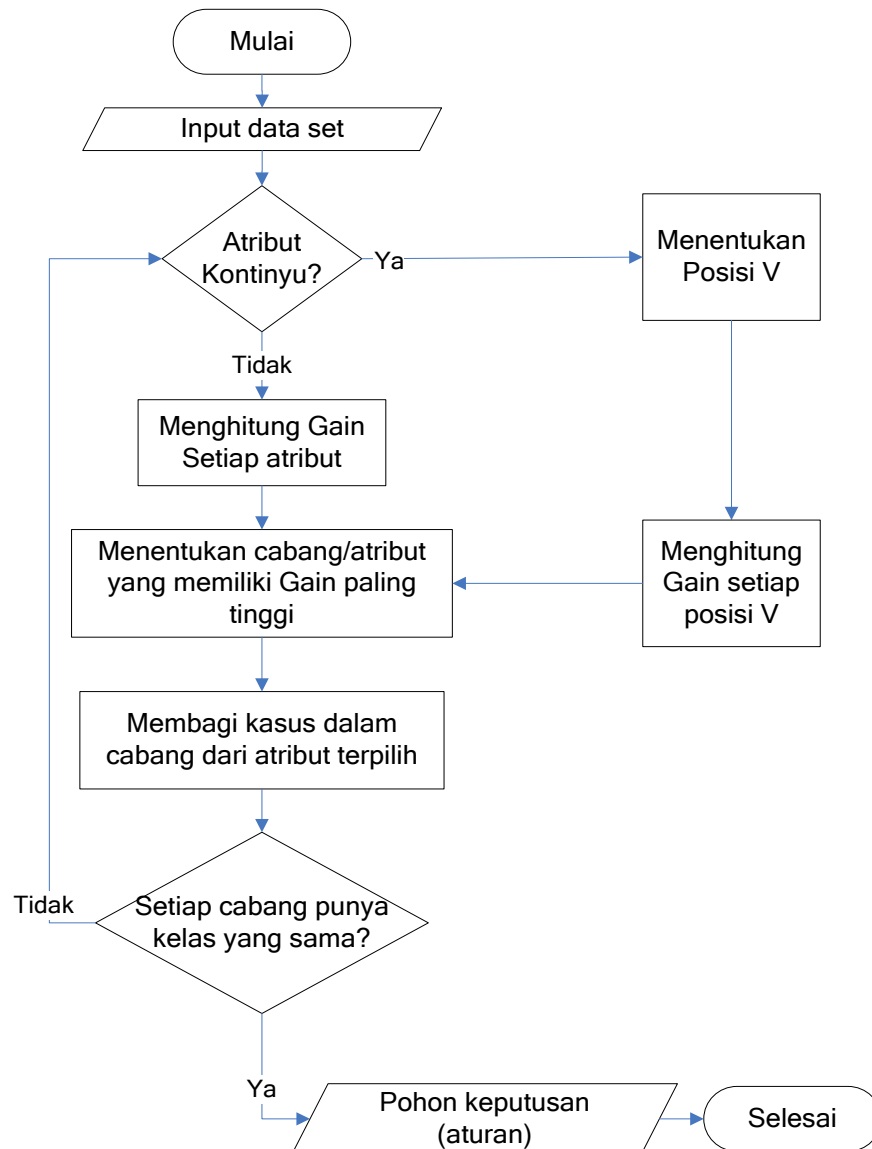 Mulai
Input data set
Atribut
Kontinyu?
Ya
Menentukan
Posisi V
Tidak
Menghitung Gain
Setiap atribut
Menentukan cabang/atribut
yang memiliki Gain paling
tinggi
Menghitung
Gain setiap
posisi V
Membagi kasus dalam
cabang dari atribut terpilih
Tidak
Setiap cabang punya
kelas yang sama?
Ya
Pohon keputusan
(aturan)
Selesai